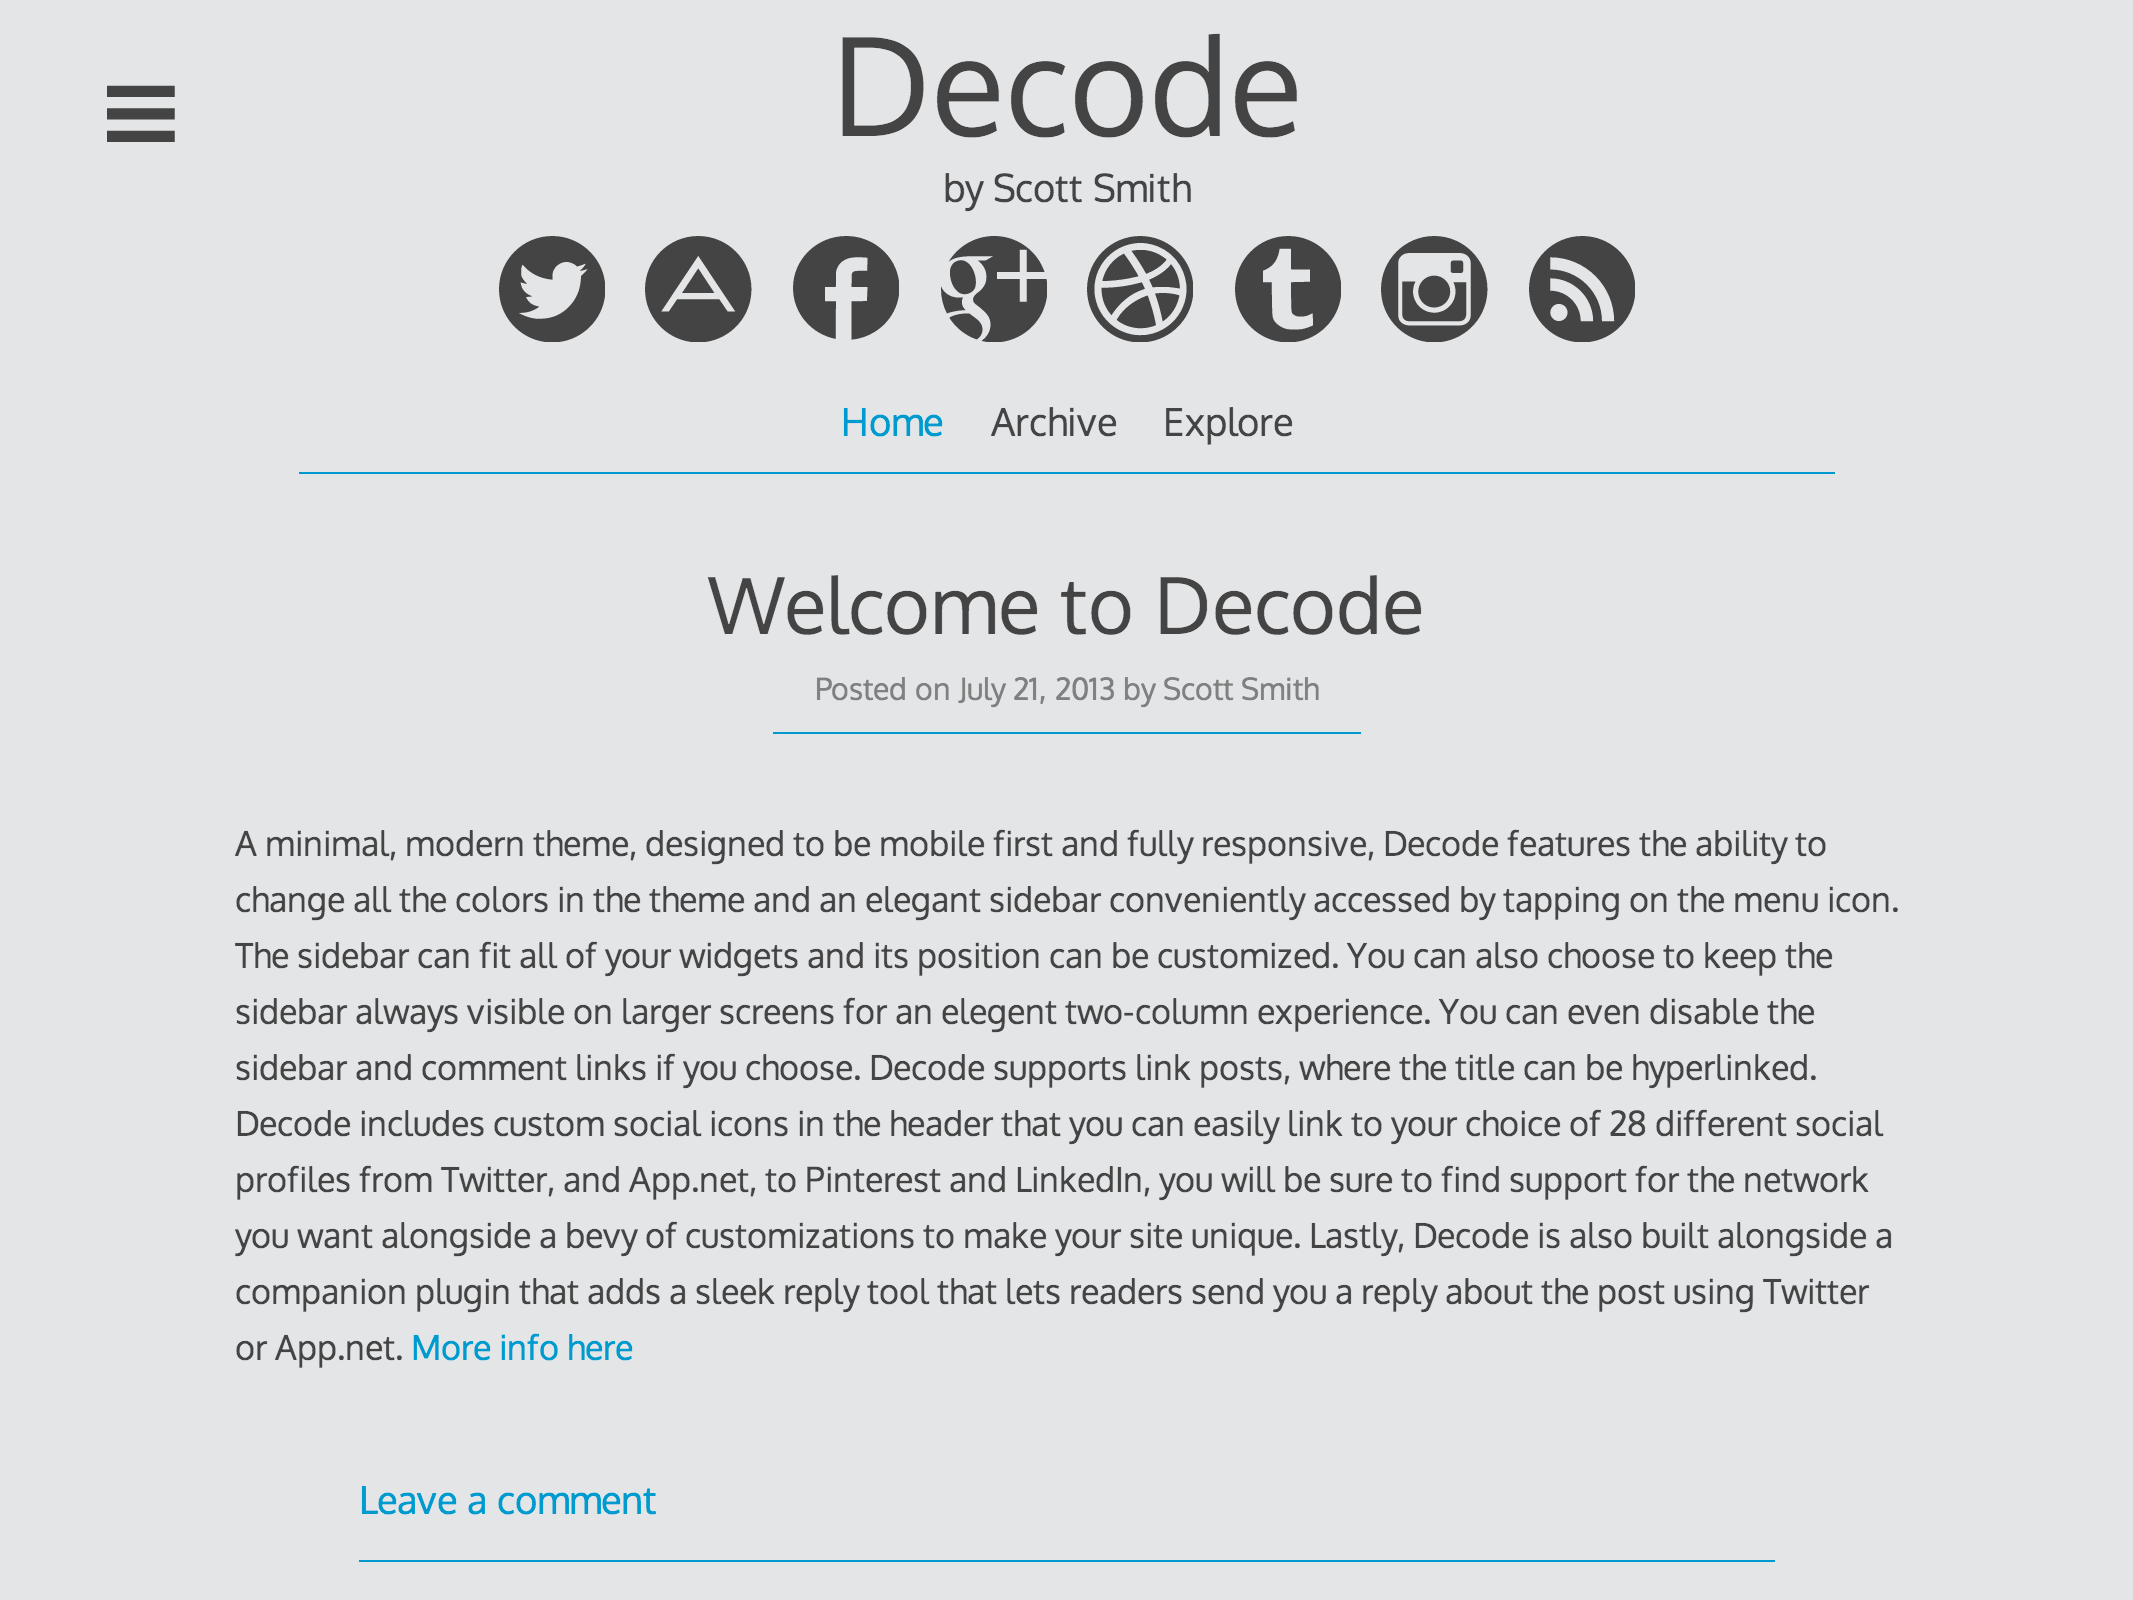 Decode
by Scott Smith
Home Archive Explore
Welcome to Decode
Posted on July 21, 2013 by Scott Smith
A minimal, modern theme, designed to be mobile first and fully responsive, Decode features the ability to
change all the colors in the theme and an elegant sidebar conveniently accessed by tapping on the menu icon.
The sidebar can fit all of your widgets and its position can be customized. You can also choose to keep the
sidebar always visible on larger screens for an elegent two-column experience. You can even disable the
sidebar and comment links if you choose. Decode supports link posts, where the title can be hyperlinked.
Decode includes custom social icons in the header that you can easily link to your choice of 28 different social
profiles from Twitter, and App.net, to Pinterest and LinkedIn, you will be sure to find support for the network
you want alongside a bevy of customizations to make your site unique. Lastly, Decode is also built alongside a
companion plugin that adds a sleek reply tool that lets readers send you a reply about the post using Twitter
or App.net. More info here
Leave a comment